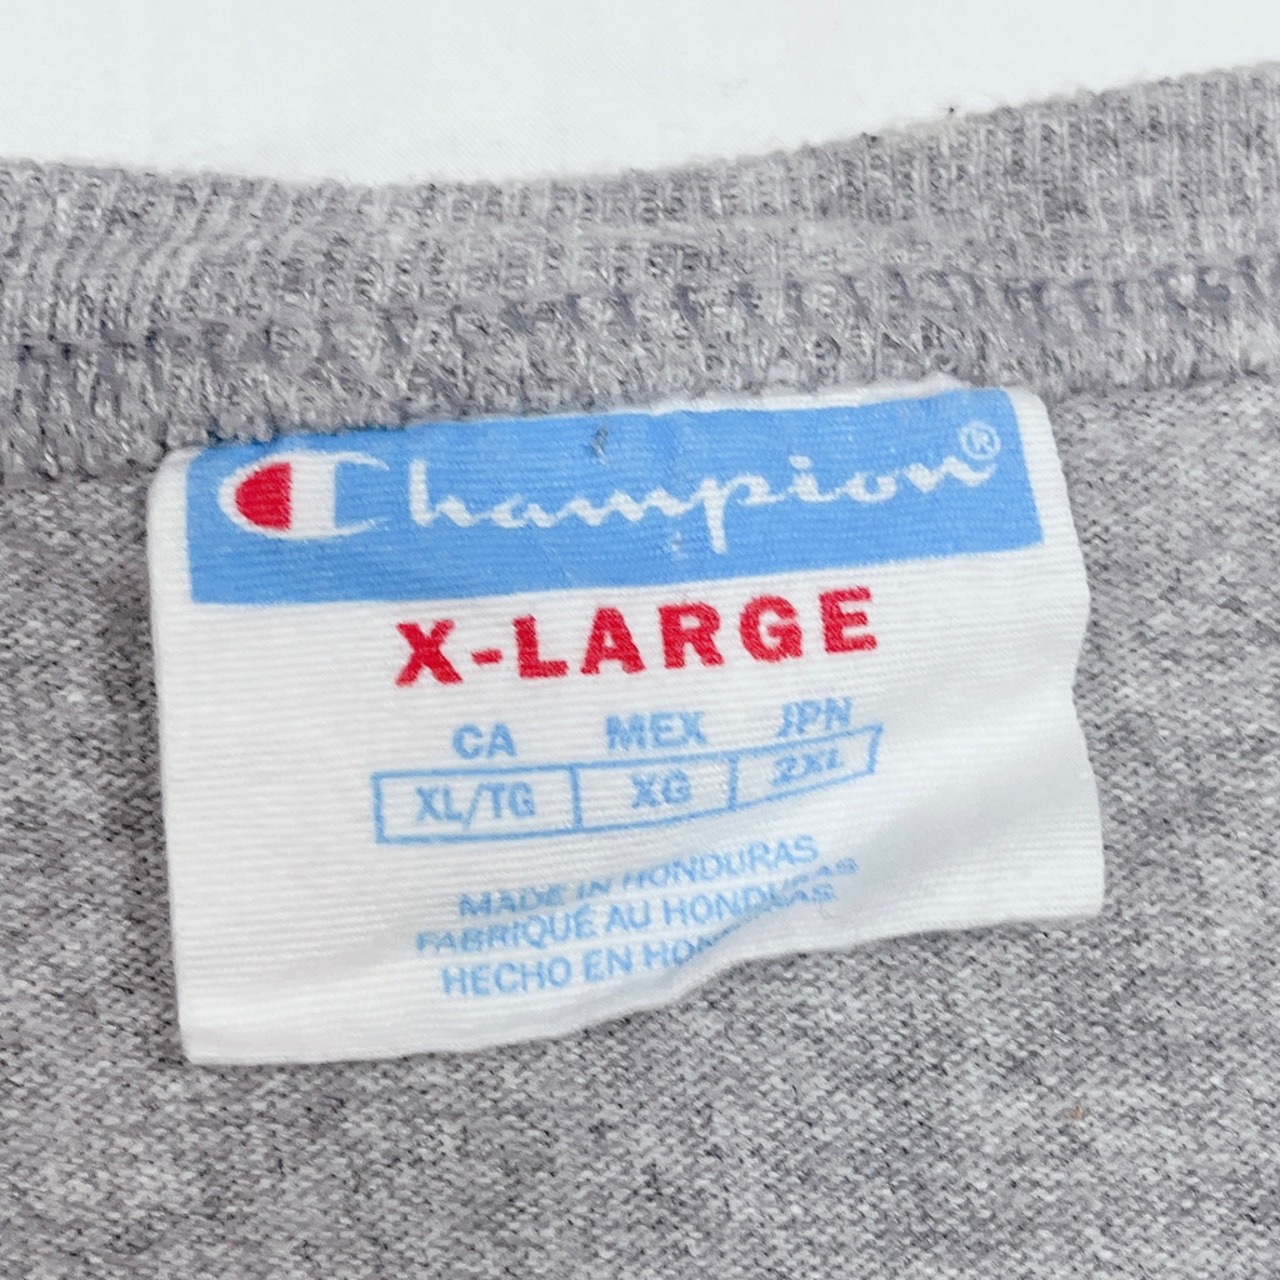 Champion®
X-LARGE
CA MEX JPN
XL/TG XG 2XL
MADE IN HONDURAS
FABRIQUÉ AU HONDURAS
HECHO EN